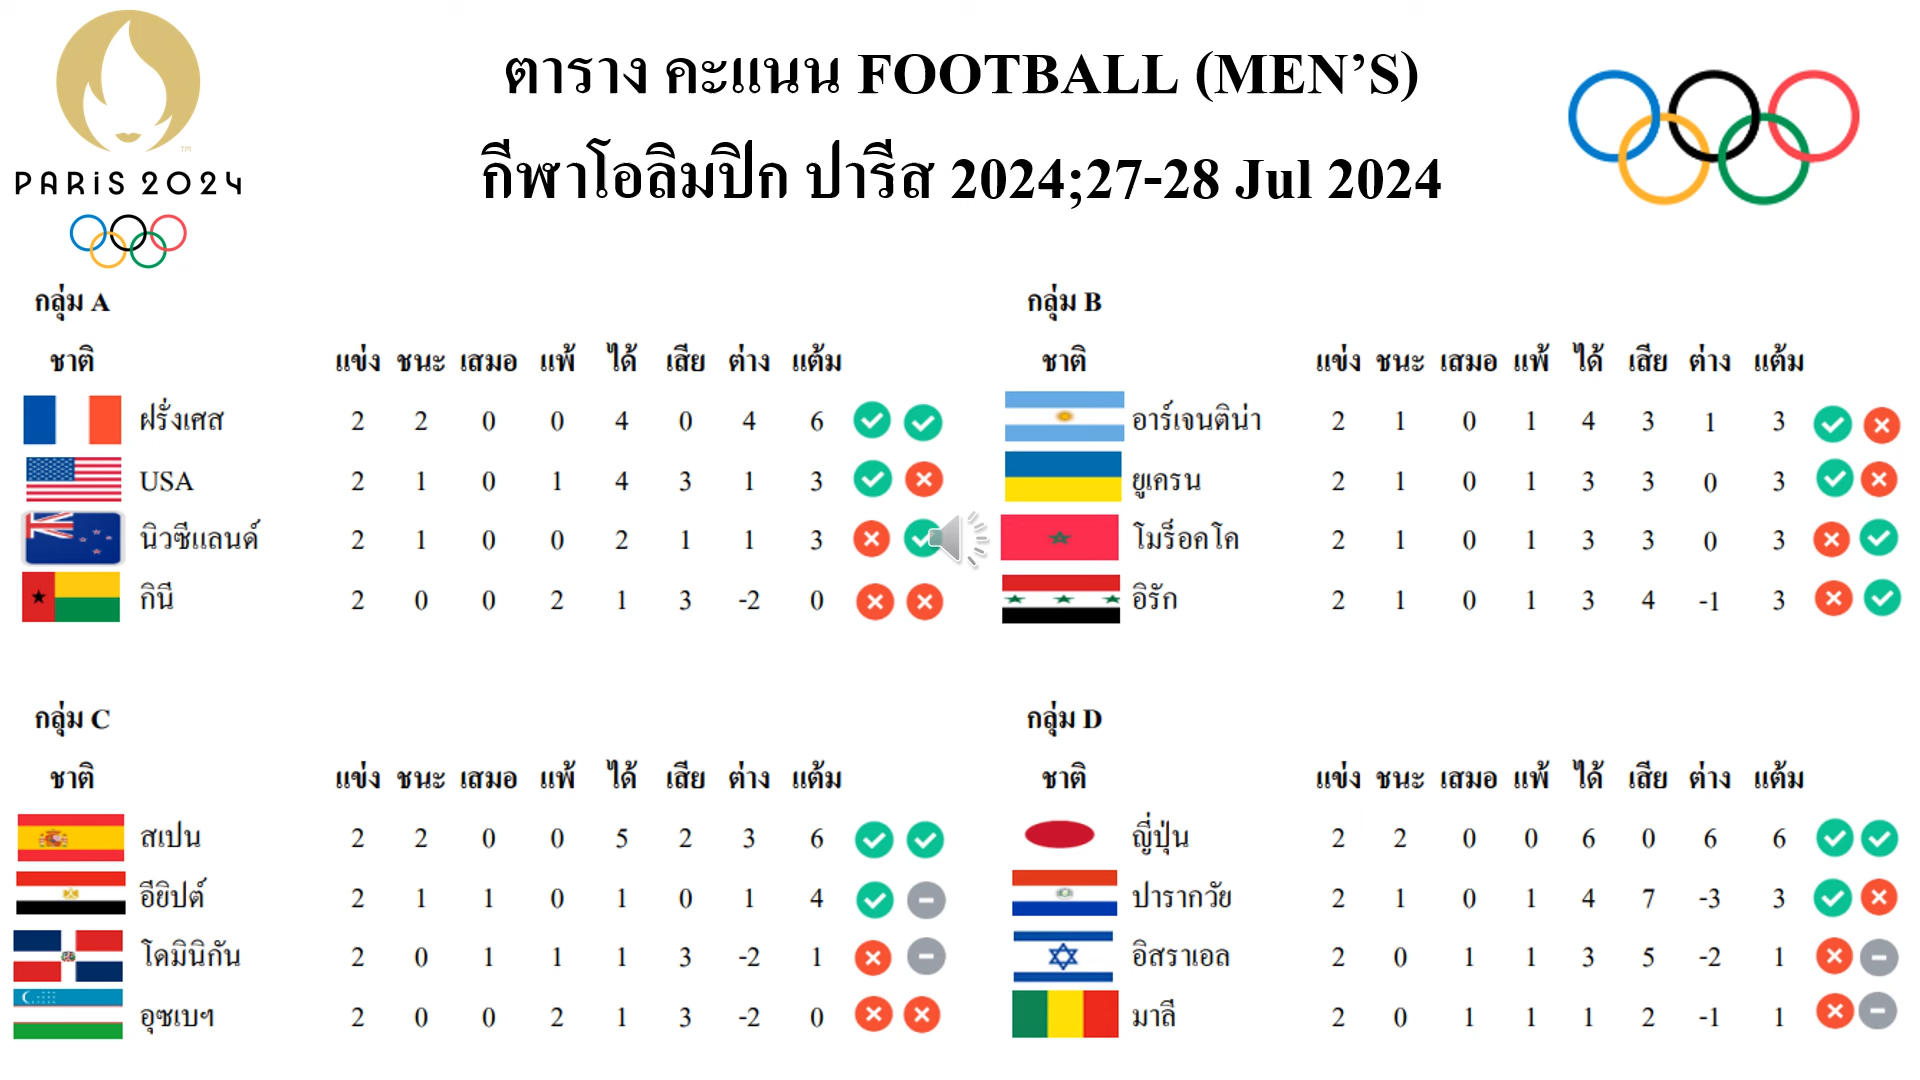 PARIS 2024
ตาราง คะแนน FOOTBALL (MEN’S)
กีฬาโอลิมปิก ปารีส 2024;27-28 Jul 2024
กลุ่ม A
ชาติ แข่ง ชนะ เสมอ แพ้ ได้ เสีย ต่าง แต้ม
ฝรั่งเศส 2 2 0 0 4 0 4 6
USA 2 1 0 1 4 3 1 3
นิวซีแลนด์ 2 1 0 0 2 1 1 3
กินี 2 0 0 2 1 3 -2 0
กลุ่ม B
ชาติ แข่ง ชนะ เสมอ แพ้ ได้ เสีย ต่าง แต้ม
อาร์เจนติน่า 2 1 0 1 4 3 1 3
ยูเครน 2 1 0 1 3 3 0 3
โมร็อคโค 2 1 0 1 3 3 0 3
อิรัก 2 1 0 1 3 4 -1 3
กลุ่ม C
ชาติ แข่ง ชนะ เสมอ แพ้ ได้ เสีย ต่าง แต้ม
สเปน 2 2 0 0 5 2 3 6
อียิปต์ 2 1 1 0 1 0 1 4
โดมินิกัน 2 0 1 1 1 3 -2 1
อุซเบฯ 2 0 0 2 1 3 -2 0
กลุ่ม D
ชาติ แข่ง ชนะ เสมอ แพ้ ได้ เสีย ต่าง แต้ม
ญี่ปุ่น 2 2 0 0 6 0 6 6
ปารากวัย 2 1 0 1 4 7 -3 3
อิสราเอล 2 0 1 1 3 5 -2 1
มาลี 2 0 1 1 1 2 -1 1